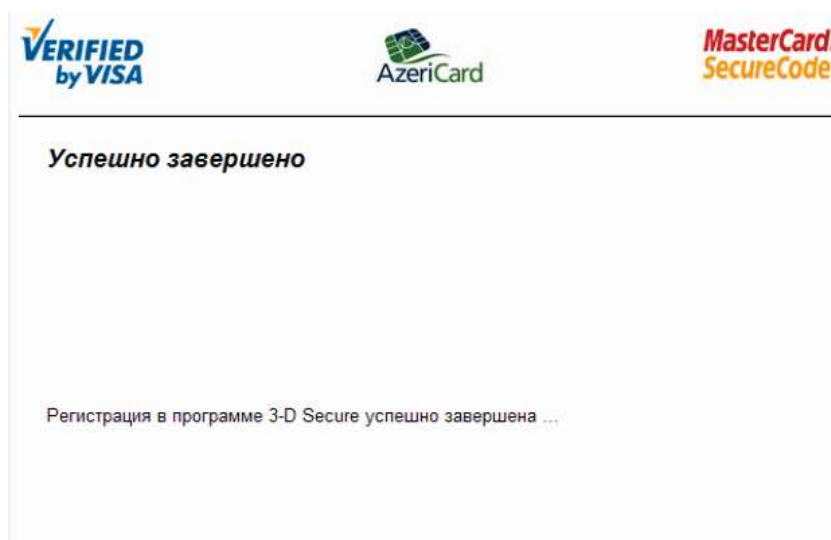 VERIFIED
by VISA
AzeriCard
MasterCard.
SecureCode
Успешно завершено
Регистрация в программе 3-D Secure успешно завершена ...